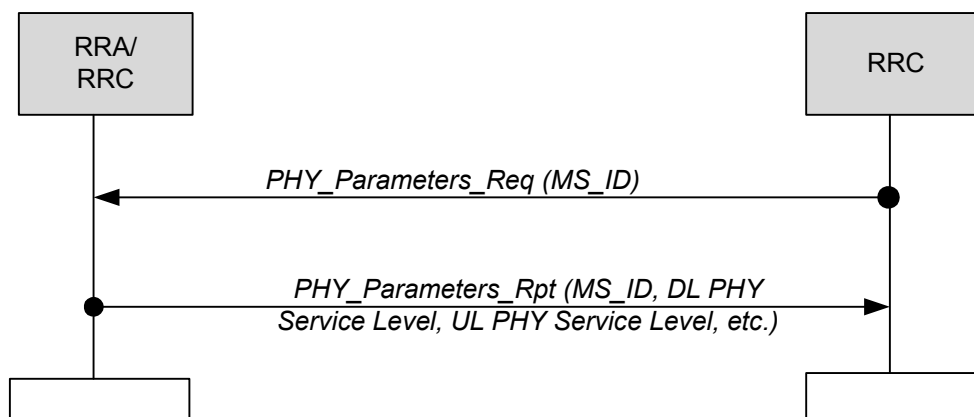 RRA/
RRC
RRC
PHY_Parameters_Req (MS_ID)
PHY_Parameters_Rpt (MS_ID, DL PHY
Service Level, UL PHY Service Level, etc.)